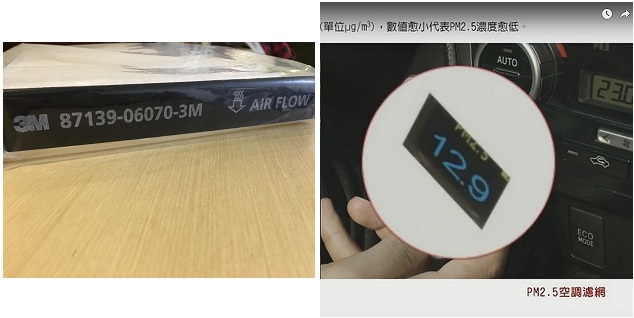 3M 87139-06070-3M
AIR FLOW
(單位μg/m³)，數值愈小代表PM2.5濃度愈低。
AUTO
23.0
PM2.5
12.9
ECO
MODE
PM2.5空調濾網